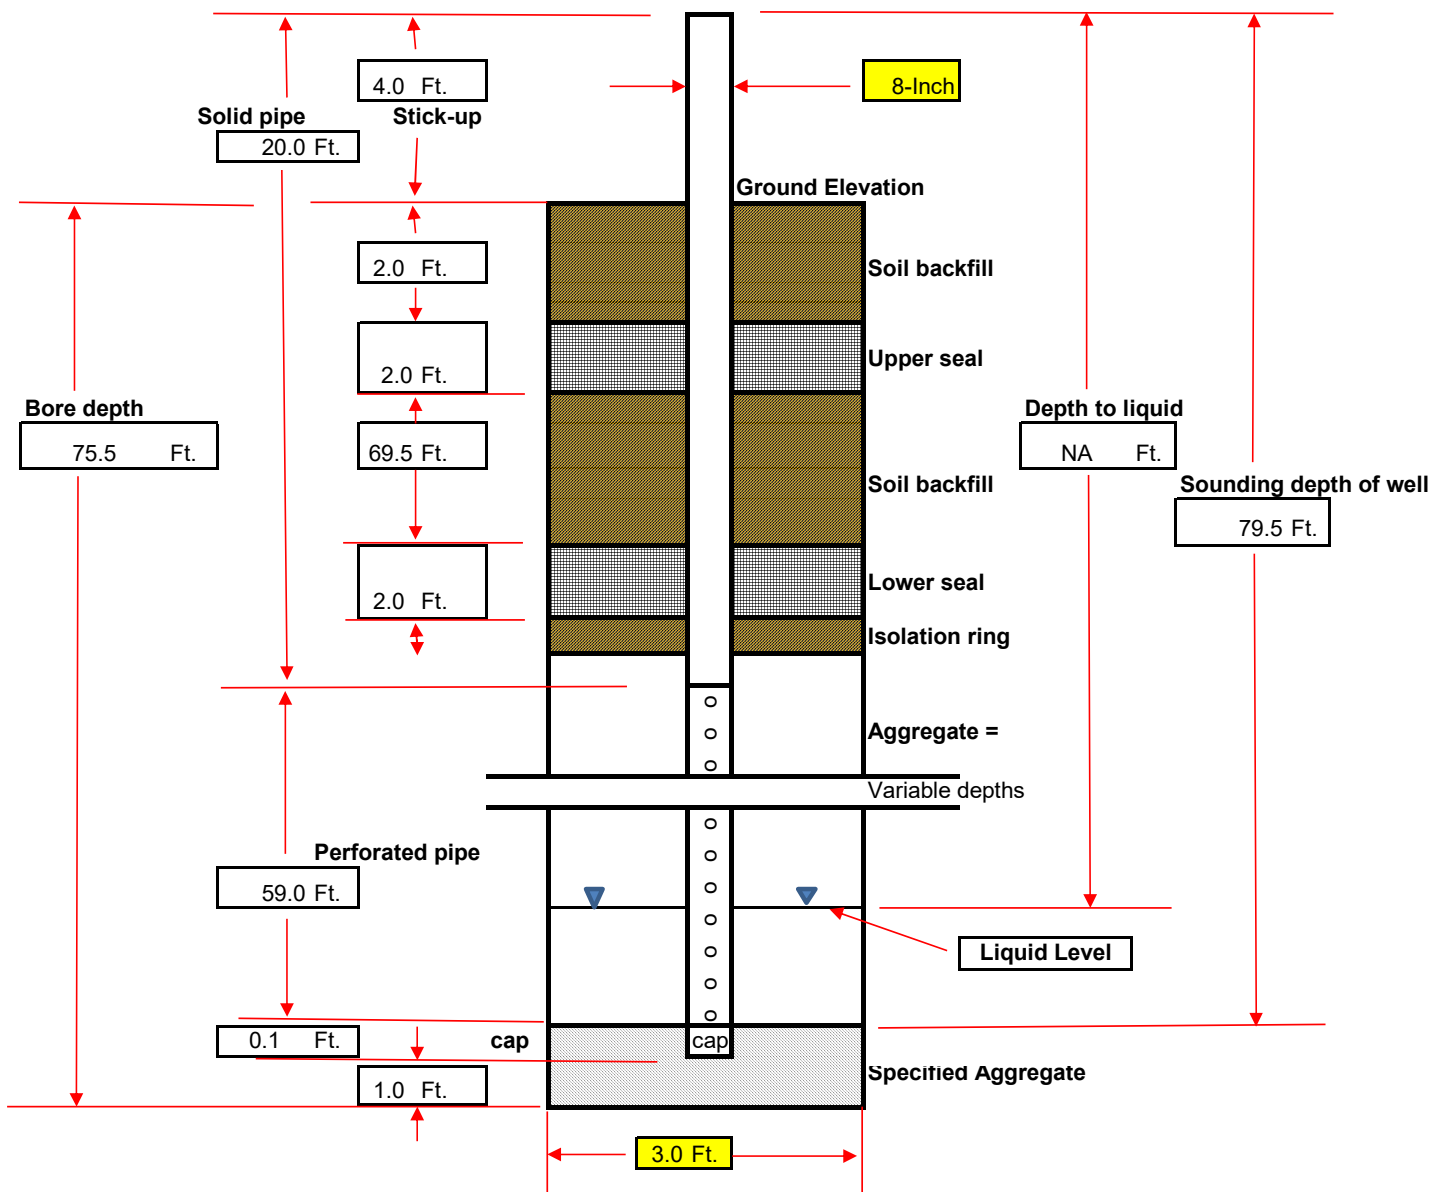 4.0 Ft.
8-Inch
Solid pipe
Stick-up
20.0 Ft.
Ground Elevation
2.0 Ft.
Soil backfill
2.0 Ft.
Upper seal
Bore depth
75.5 Ft.
69.5 Ft.
Depth to liquid
NA Ft.
Soil backfill
Sounding depth of well
79.5 Ft.
2.0 Ft.
Lower seal
Isolation ring
Aggregate =
Variable depths
Perforated pipe
59.0 Ft.
Liquid Level
0.1 Ft.
cap
cap
1.0 Ft.
Specified Aggregate
3.0 Ft.